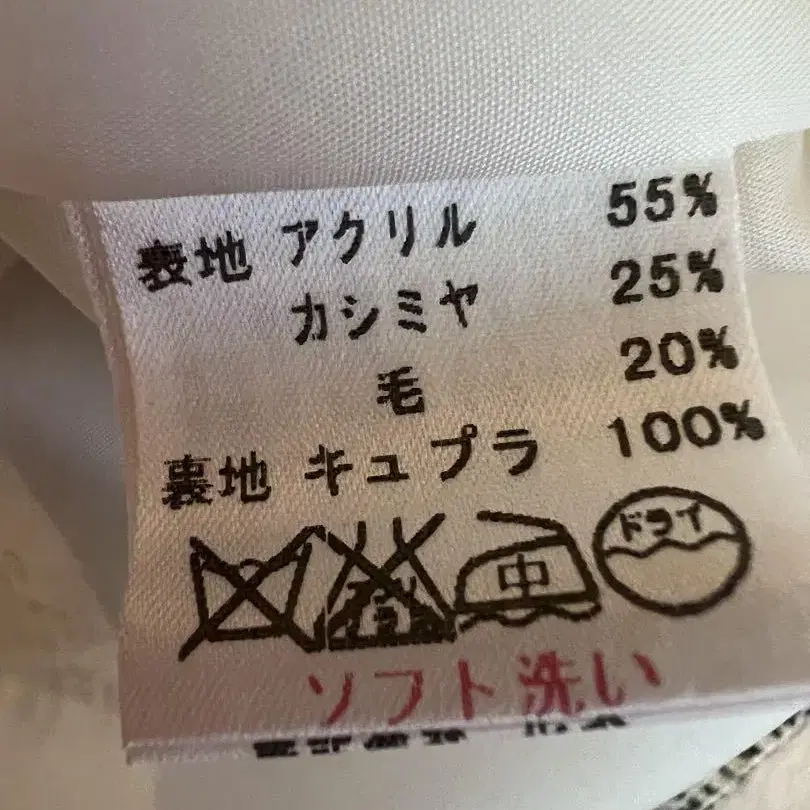 表地 アクリル 55%
カシミヤ 25%
毛 20%
裏地 キュプラ 100%
中 ドライ
ソフト洗い